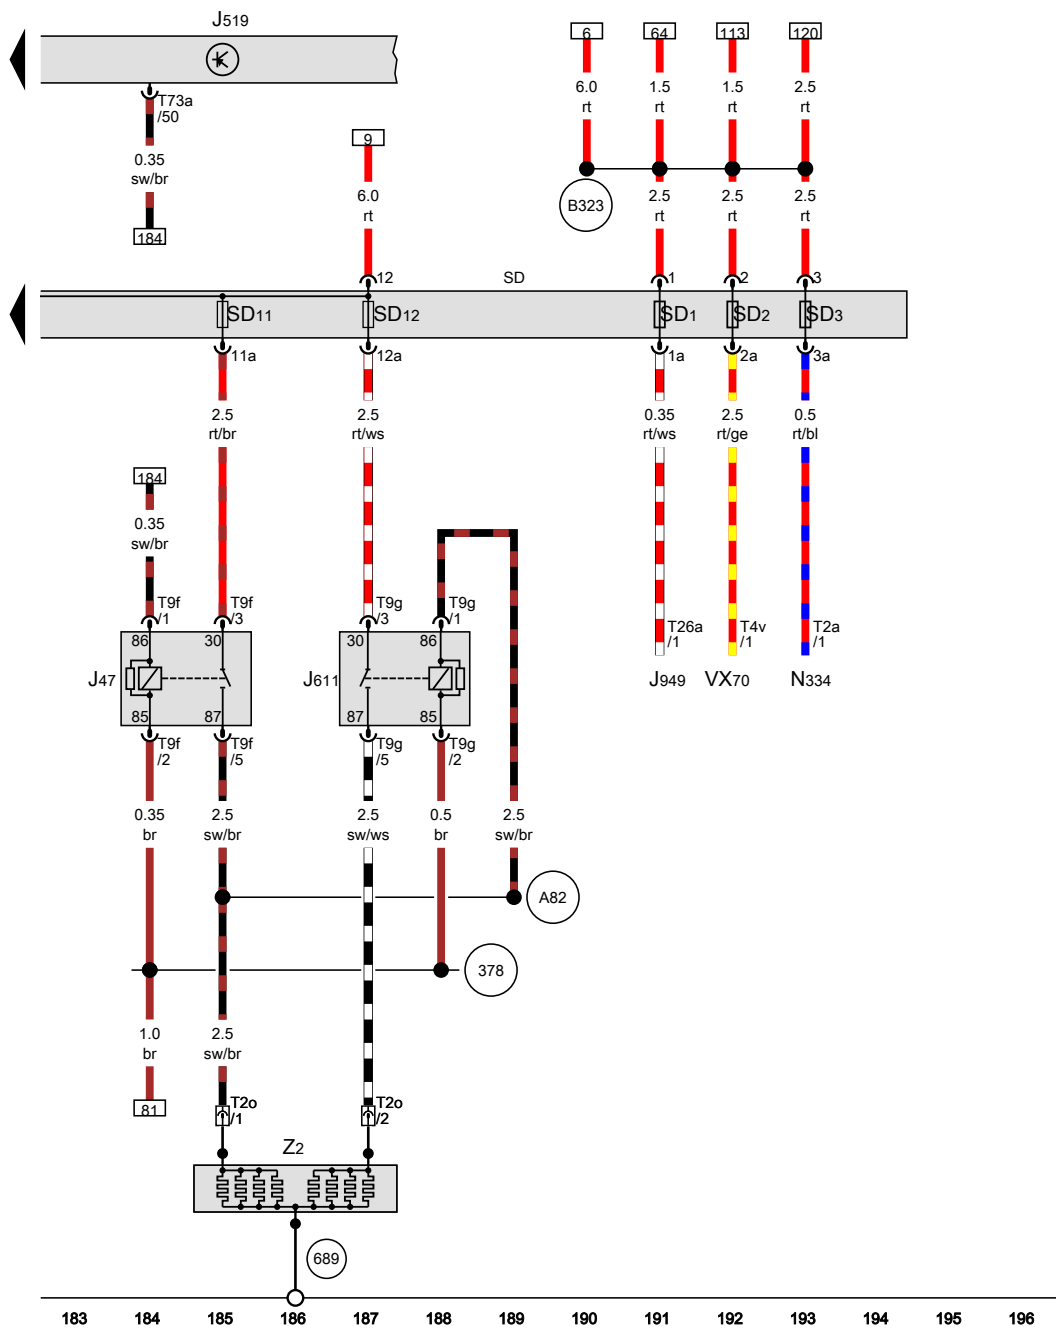 J519
6 64 113 120
T73a
/50
6.0 1.5 1.5 2.5
rt rt rt rt
9
0.35
sw/br
6.0
rt
2.5 2.5 2.5
rt rt rt
B323
184
12 SD 1 2 3
SD11 SD12 SD1 SD2 SD3
11a 12a 1a 2a 3a
2.5 2.5 0.35 2.5 0.5
rt/br rt/ws rt/ws rt/ge rt/bl
184
0.35
sw/br
T9f T9f T9g T9g
/1 /3 /3 /1
T26a T4v T2a
/1 /1 /1
86 30 30 86
J47 J611 J949 VX70 N334
85 87 87 85
T9f T9f T9g T9g
/2 /5 /5 /2
0.35 2.5 2.5 0.5 2.5
br sw/br sw/ws br sw/br
A82
378
1.0 2.5
br sw/br
81
T2o T2o
/1 /2
Z2
689
183 184 185 186 187 188 189 190 191 192 193 194 195 196